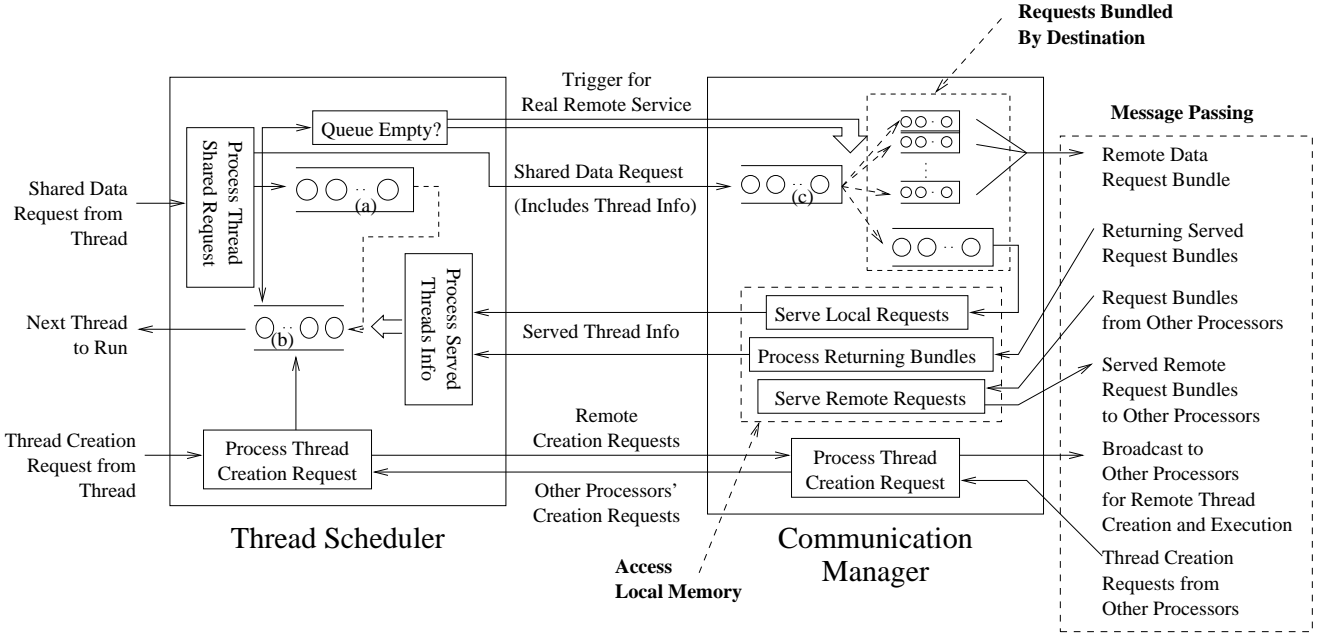 Requests Bundled
By Destination
Trigger for
Real Remote Service
Message Passing
Queue Empty?
Process Thread
Shared Request
Shared Data
Request from
Thread
(a)
Shared Data Request
(Includes Thread Info)
(c)
Remote Data
Request Bundle
Returning Served
Request Bundles
Process Served
Threads Info
Next Thread
to Run
(b)
Served Thread Info
Serve Local Requests
Process Returning Bundles
Serve Remote Requests
Request Bundles
from Other Processors
Served Remote
Request Bundles
to Other Processors
Thread Creation
Request from
Thread
Process Thread
Creation Request
Remote
Creation Requests
Other Processors'
Creation Requests
Process Thread
Creation Request
Broadcast to
Other Processors
for Remote Thread
Creation and Execution
Thread Scheduler
Communication
Manager
Access
Local Memory
Thread Creation
Requests from
Other Processors